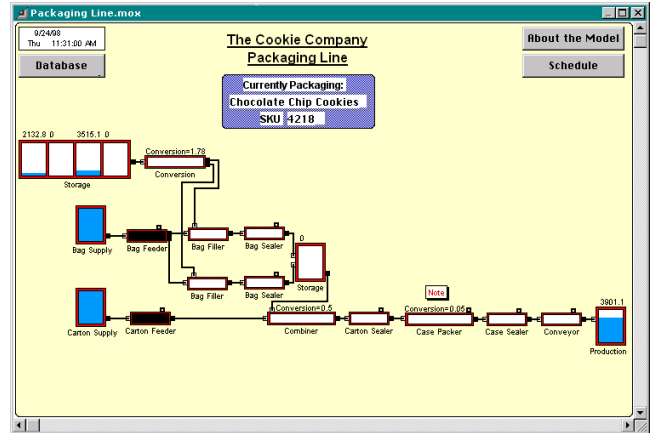 Packaging Line.mox
9/24/98
Thu 11:31:00 AM
Database
The Cookie Company
Packaging Line
About the Model
Schedule
Currently Packaging:
Chocolate Chip Cookies
SKU 4218
2132.8 0 3515.1 0
Storage
Conversion=1.78
Conversion
Bag Supply
Bag Feeder
Bag Filler
Bag Sealer
0
Storage
Bag Filler
Bag Sealer
Note
Carton Supply
Carton Feeder
Conversion=0.5
Combiner
Carton Sealer
Conversion=0.05
Case Packer
Case Sealer
Conveyor
3901.1
Production